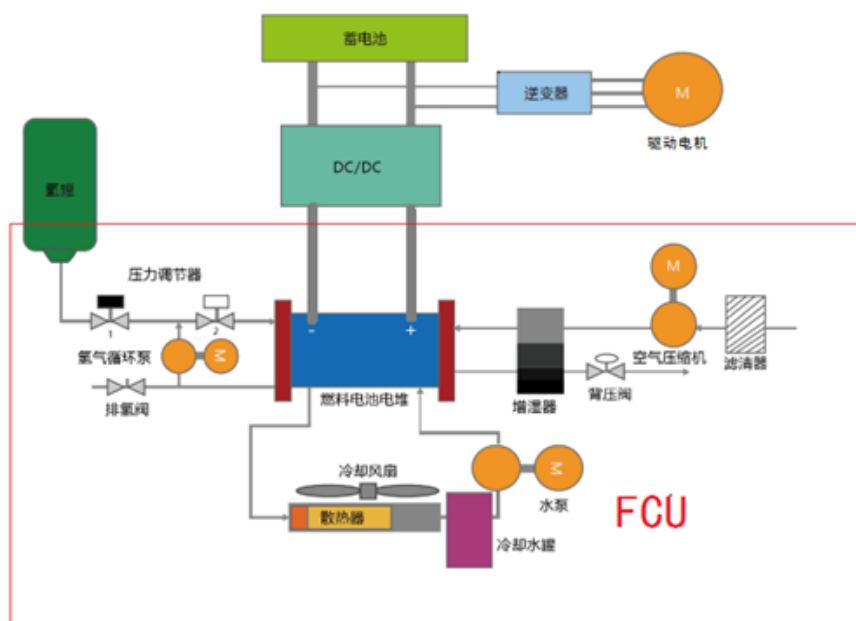 蓄电池
逆变器
M
驱动电机
DC/DC
氢罐
压力调节器
1
2
氢气循环泵
M
排氢阀
-
+
燃料电池电堆
M
空气压缩机
滤清器
增湿器
背压阀
冷却风扇
散热器
冷却水罐
M
水泵
FCU